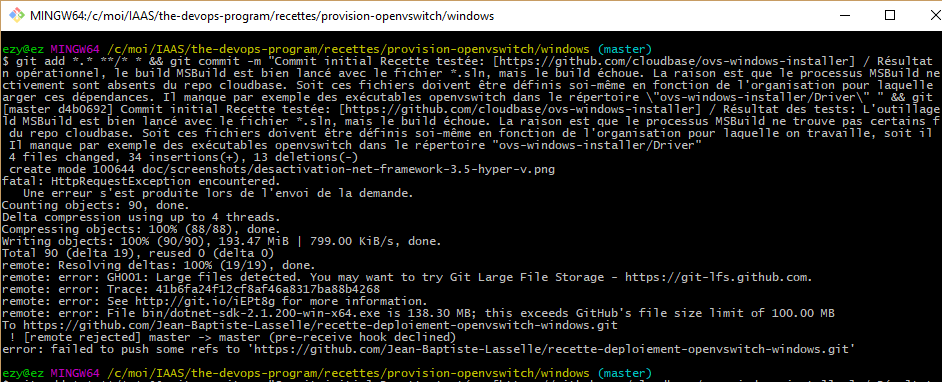 MINGW64:/c/moi/IAAS/the-devops-program/recettes/provision-openvswitch/windows
ezy@ez MINGW64 /c/moi/IAAS/the-devops-program/recettes/provision-openvswitch/windows (master)
$ git add *.* **/* * && git commit -m "Commit initial Recette testée: [https://github.com/cloudbase/ovs-windows-installer] / Résultat
n opérationnel, le build MSBuild est bien lancé avec le fichier *.sln, mais le build échoue. La raison est que le processus MSBuild ne
ctivement sont absents du repo cloudbase. Soit ces fichiers doivent être définis soi-même en fonction de l'organisation pour laquelle
arger ces dépendances. Il manque par exemple des exécutables openvswitch dans le répertoire \"ovs-windows-installer/Driver\" " && git
[master d4b0692] Commit initial Recette testée: [https://github.com/cloudbase/ovs-windows-installer] / Résultat des tests: L'outillag
ld MSBuild est bien lancé avec le fichier *.sln, mais le build échoue. La raison est que le processus MSBuild ne trouve pas certains f
du repo cloudbase. Soit ces fichiers doivent être définis soi-même en fonction de l'organisation pour laquelle on travaille, soit il
Il manque par exemple des exécutables openvswitch dans le répertoire "ovs-windows-installer/Driver"
4 files changed, 34 insertions(+), 13 deletions(-)
create mode 100644 doc/screenshots/desactivation-net-framework-3.5-hyper-v.png
fatal: HttpRequestException encountered.
Une erreur s'est produite lors de l'envoi de la demande.
Counting objects: 90, done.
Delta compression using up to 4 threads.
Compressing objects: 100% (88/88), done.
Writing objects: 100% (90/90), 193.47 MiB | 799.00 KiB/s, done.
Total 90 (delta 19), reused 0 (delta 0)
remote: Resolving deltas: 100% (19/19), done.
remote: error: GH001: Large files detected. You may want to try Git Large File Storage - https://git-lfs.github.com.
remote: error: Trace: 41b6fa24f12cf8af46a8317ba88b4268
remote: error: See http://git.io/iEPt8g for more information.
remote: error: File bin/dotnet-sdk-2.1.200-win-x64.exe is 138.30 MB; this exceeds GitHub's file size limit of 100.00 MB
To https://github.com/Jean-Baptiste-Lasselle/recette-deploiement-openvswitch-windows.git
! [remote rejected] master -> master (pre-receive hook declined)
error: failed to push some refs to 'https://github.com/Jean-Baptiste-Lasselle/recette-deploiement-openvswitch-windows.git'
ezy@ez MINGW64 /c/moi/IAAS/the-devops-program/recettes/provision-openvswitch/windows (master)